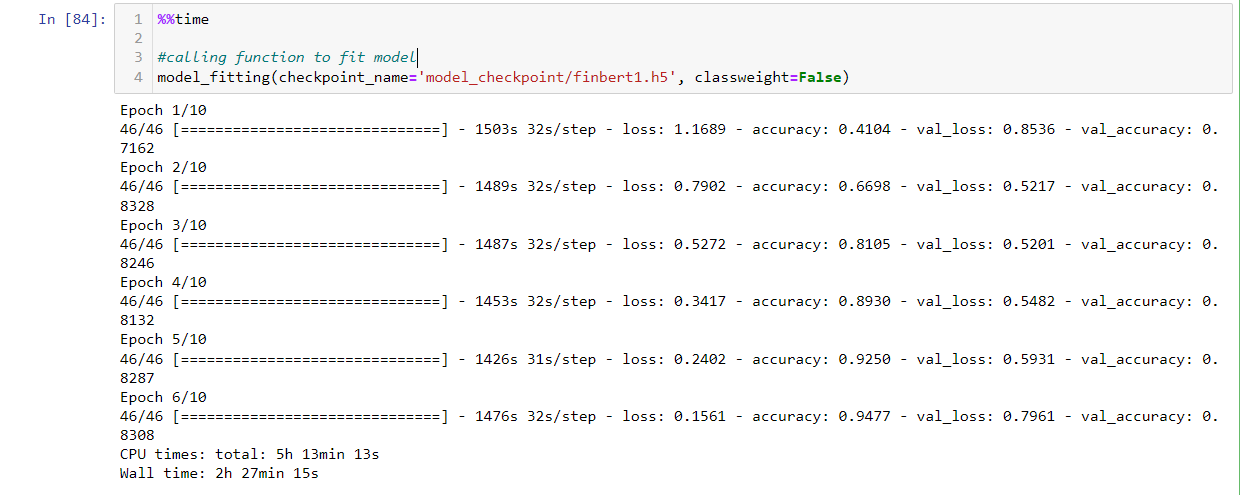 In [84]:
1 %%time
2
3 #calling function to fit model
4 model_fitting(checkpoint_name='model_checkpoint/finbert1.h5', classweight=False)
Epoch 1/10
46/46 [==============================] - 1503s 32s/step - loss: 1.1689 - accuracy: 0.4104 - val_loss: 0.8536 - val_accuracy: 0.
7162
Epoch 2/10
46/46 [==============================] - 1489s 32s/step - loss: 0.7902 - accuracy: 0.6698 - val_loss: 0.5217 - val_accuracy: 0.
8328
Epoch 3/10
46/46 [==============================] - 1487s 32s/step - loss: 0.5272 - accuracy: 0.8105 - val_loss: 0.5201 - val_accuracy: 0.
8246
Epoch 4/10
46/46 [==============================] - 1453s 32s/step - loss: 0.3417 - accuracy: 0.8930 - val_loss: 0.5482 - val_accuracy: 0.
8132
Epoch 5/10
46/46 [==============================] - 1426s 31s/step - loss: 0.2402 - accuracy: 0.9250 - val_loss: 0.5931 - val_accuracy: 0.
8287
Epoch 6/10
46/46 [==============================] - 1476s 32s/step - loss: 0.1561 - accuracy: 0.9477 - val_loss: 0.7961 - val_accuracy: 0.
8308
CPU times: total: 5h 13min 13s
Wall time: 2h 27min 15s